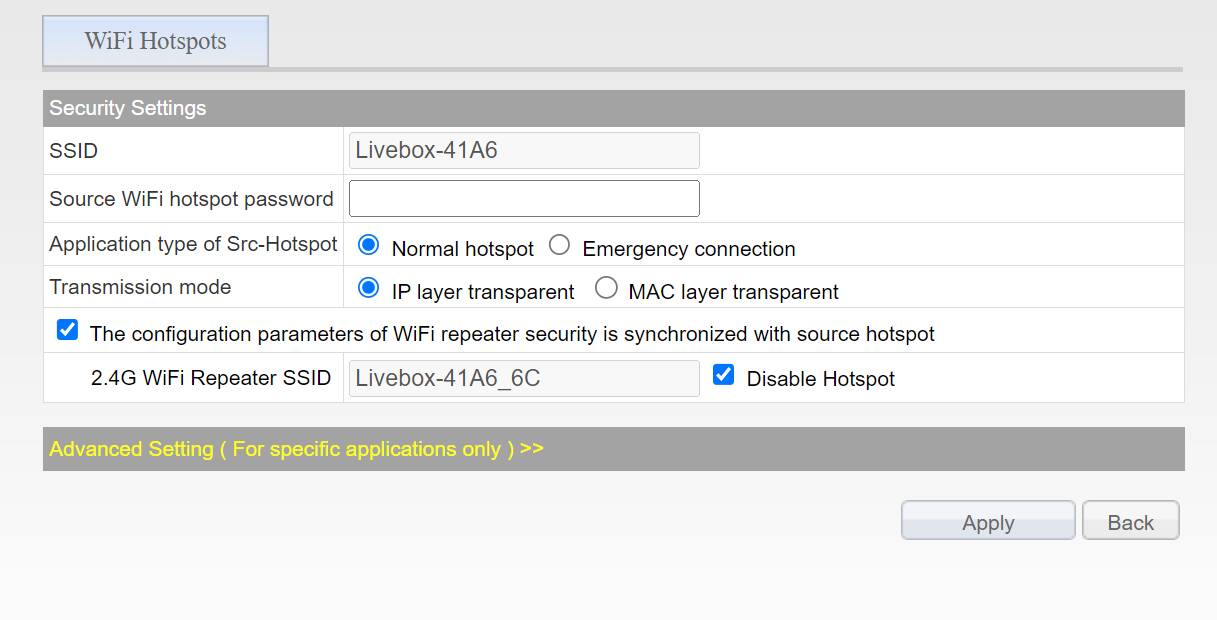 WiFi Hotspots
Security Settings
SSID Livebox-41A6
Source WiFi hotspot password
Application type of Src-Hotspot Normal hotspot Emergency connection
Transmission mode IP layer transparent MAC layer transparent
The configuration parameters of WiFi repeater security is synchronized with source hotspot
2.4G WiFi Repeater SSID Livebox-41A6_6C Disable Hotspot
Advanced Setting ( For specific applications only ) >>
Apply Back